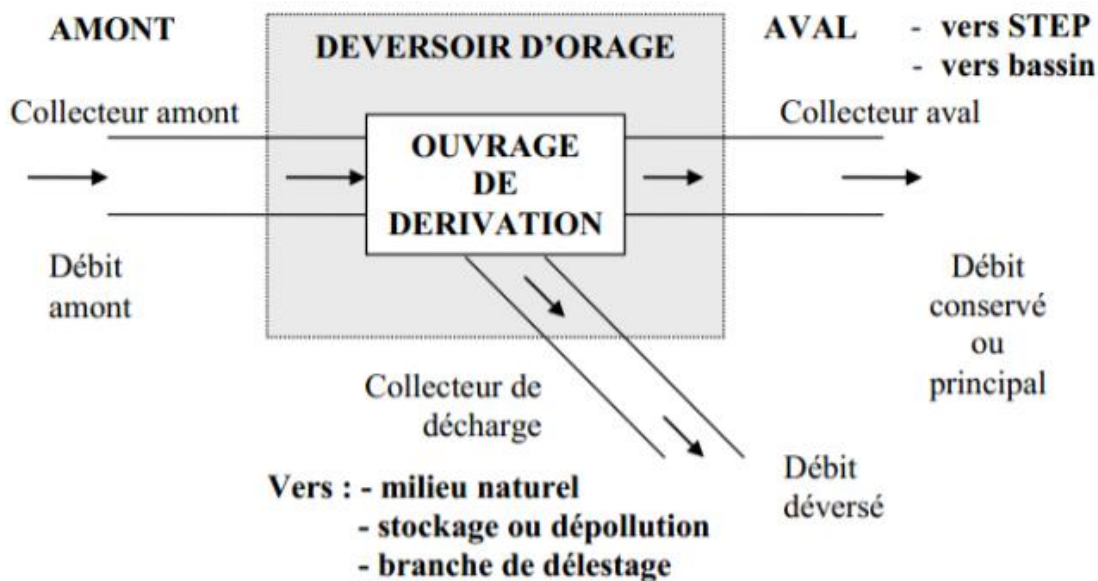 AMONT
DEVERSOIR D'ORAGE
AVAL - vers STEP
- vers bassin
Collecteur amont
Collecteur aval
OUVRAGE
DE
DERIVATION
Débit
amont
Débit
conservé
ou
principal
Collecteur de
décharge
Débit
déversé
Vers : - milieu naturel
- stockage ou dépollution
- branche de délestage